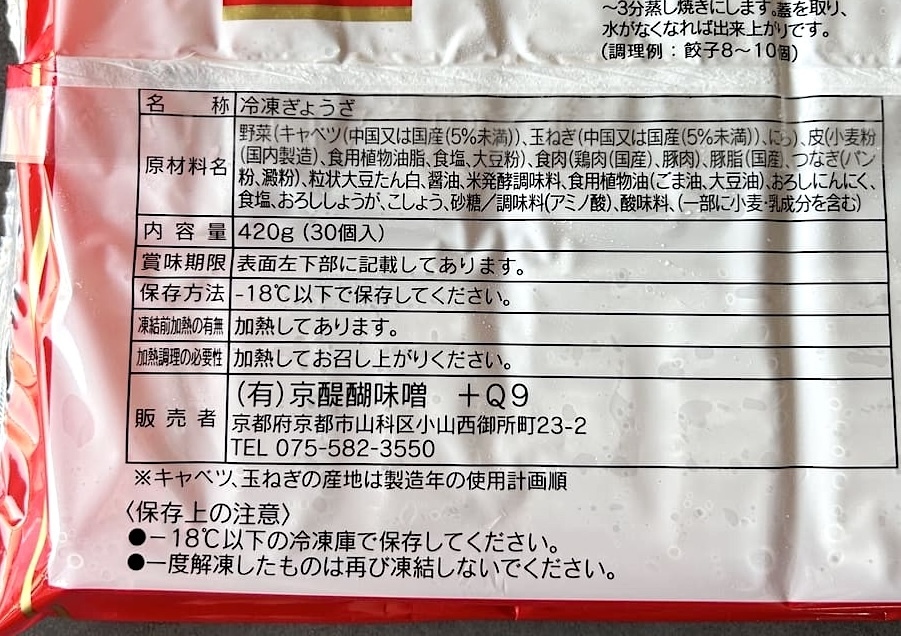 ～3分蒸し焼きにします。蓋を取り、
水がなくなれば出来上がりです。
(調理例：餃子8～10個)
名 称 冷凍ぎょうざ
原材料名 野菜(キャベツ(中国又は国産(5%未満))、玉ねぎ(中国又は国産(5%未満))、にら)、皮(小麦粉
(国内製造)、食用植物油脂、食塩、大豆粉)、食肉(鶏肉(国産)、豚肉)、豚脂(国産)、つなぎ(パン
粉、澱粉)、粒状大豆たん白、醤油、米発酵調味料、食用植物油(ごま油、大豆油)、おろしにんにく、
食塩、おろししょうが、こしょう、砂糖／調味料(アミノ酸)、酸味料、(一部に小麦・乳成分を含む)
内 容 量 420g (30個入)
賞味期限 表面左下部に記載してあります。
保存方法 -18℃以下で保存してください。
凍結前加熱の有無 加熱してあります。
加熱調理の必要性 加熱してお召し上がりください。
販 売 者 (有)京醍醐味噌 ＋Q9
京都府京都市山科区小山西御所町23-2
TEL 075-582-3550
※キャベツ、玉ねぎの産地は製造年の使用計画順
〈保存上の注意〉
●－18℃以下の冷凍庫で保存してください。
●一度解凍したものは再び凍結しないでください。